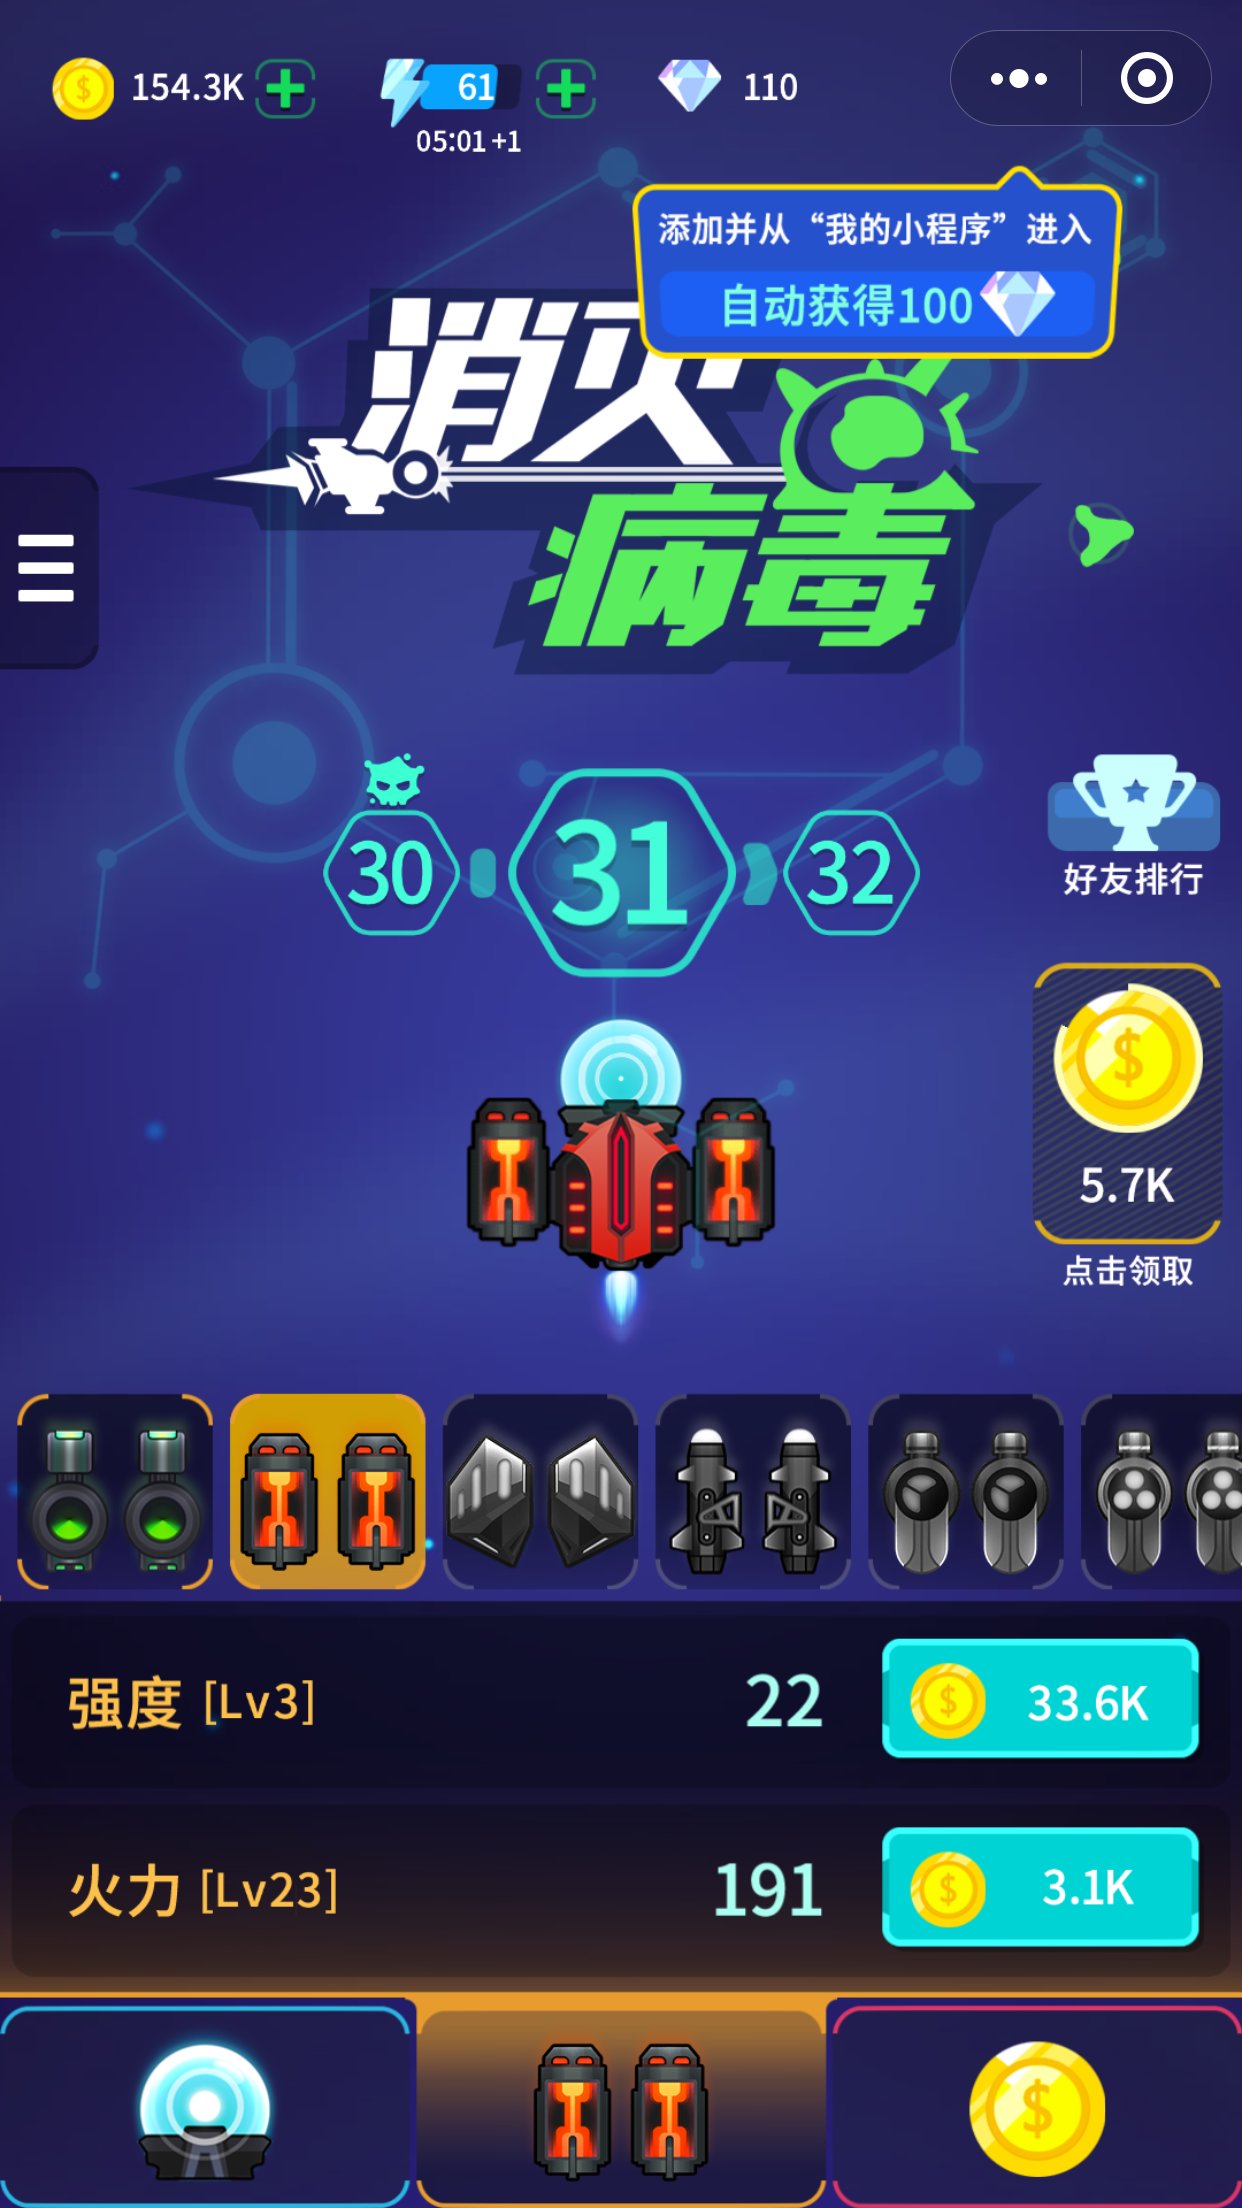 154.3K
61
110
05:01 +1
添加并从“我的小程序”进入
自动获得100
消灭
病毒
30
31
32
好友排行
5.7K
点击领取
强度 [Lv3]
22
33.6K
火力 [Lv23]
191
3.1K